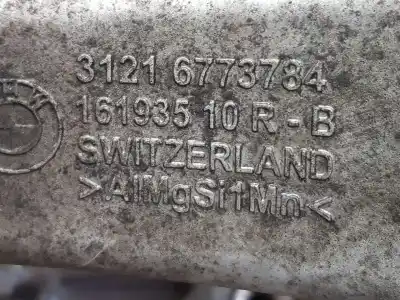 3121 6773784
161935 10 R - B
SWITZERLAND
>AlMgSi1Mn<